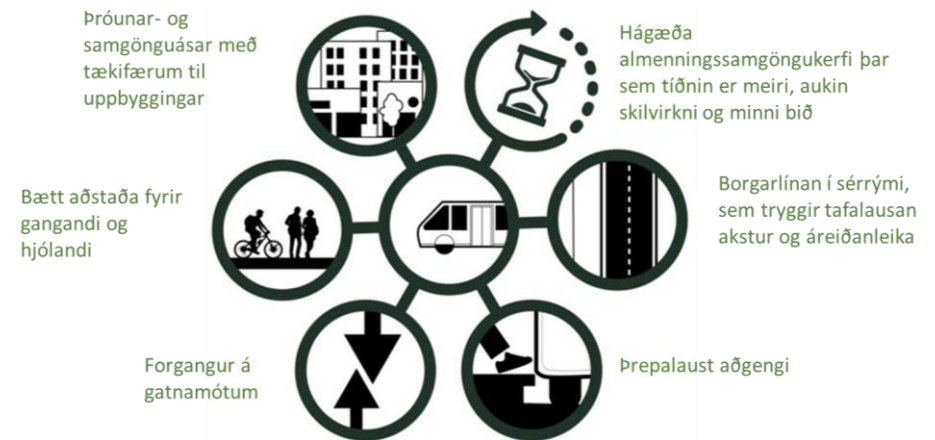 Þróunar- og
samgönguásar með
tækifærum til
uppbyggingar
Hágæða
almenningssamgöngukerfi þar
sem tíðnin er meiri, aukin
skilvirkni og minni bið
Bætt aðstaða fyrir
gangandi og
hjólandi
Borgarlínan í sérrými,
sem tryggir tafalausan
akstur og áreiðanleika
Forgangur á
gatnamótum
Þrepalaust aðgengi